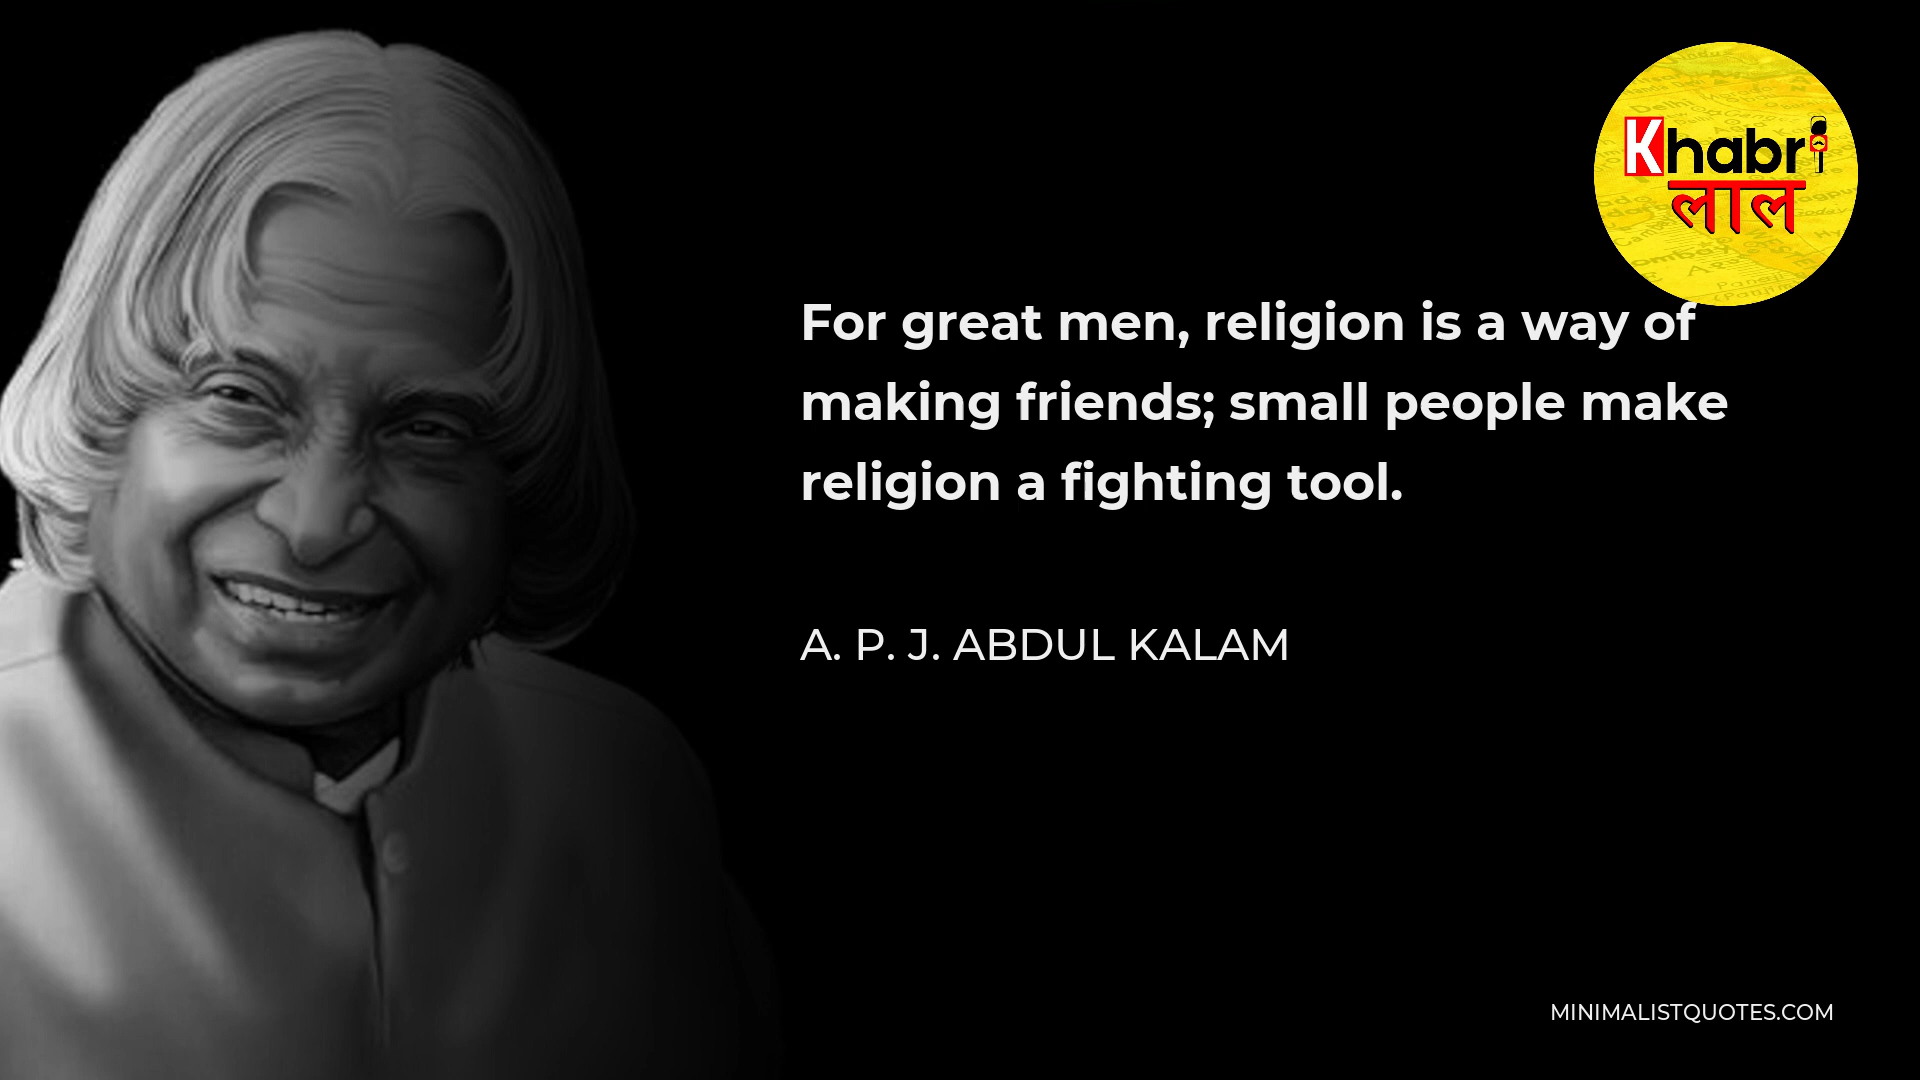 Khabri
लाल
For great men, religion is a way of
making friends; small people make
religion a fighting tool.
A. P. J. ABDUL KALAM
MINIMALISTQUOTES.COM